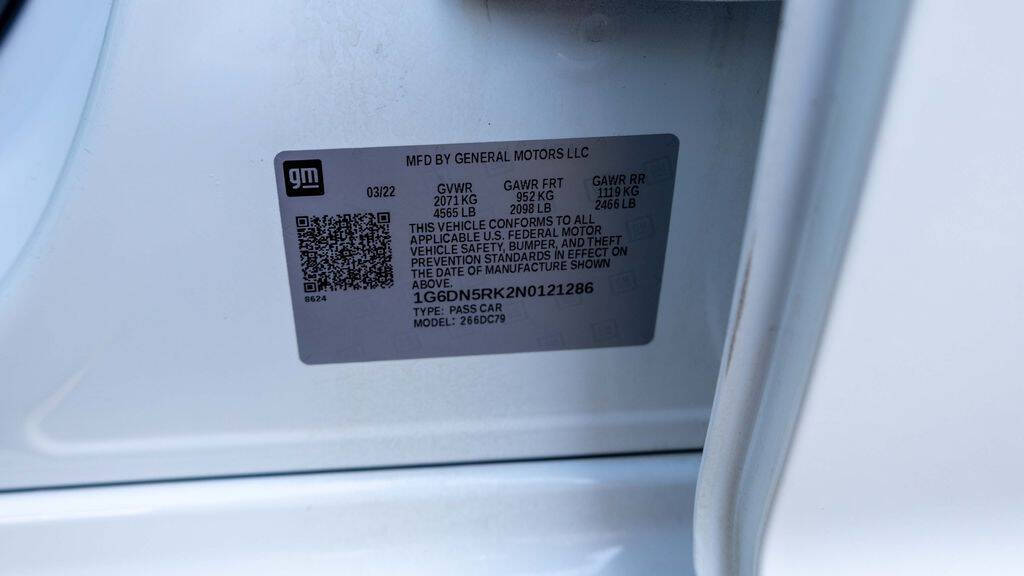 MFD BY GENERAL MOTORS LLC
gm
03/22
GVWR
2071 KG
4565 LB
GAWR FRT
952 KG
2098 LB
GAWR RR
1119 KG
2466 LB
THIS VEHICLE CONFORMS TO ALL
APPLICABLE U.S. FEDERAL MOTOR
VEHICLE SAFETY, BUMPER, AND THEFT
PREVENTION STANDARDS IN EFFECT ON
THE DATE OF MANUFACTURE SHOWN
ABOVE.
8624
1G6DN5RK2N0121286
TYPE: PASS CAR
MODEL: 266DC79